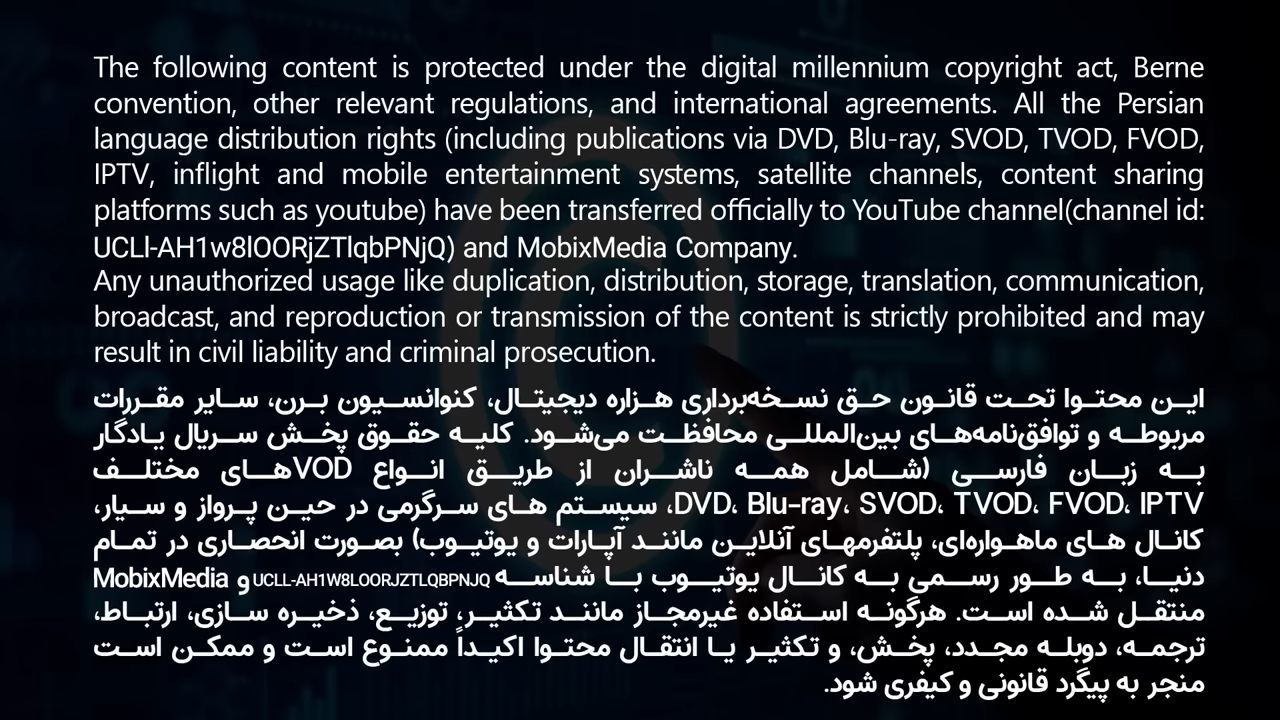 The following content is protected under the digital millennium copyright act, Berne
convention, other relevant regulations, and international agreements. All the Persian
language distribution rights (including publications via DVD, Blu-ray, SVOD, TVOD, FVOD,
IPTV, inflight and mobile entertainment systems, satellite channels, content sharing
platforms such as youtube) have been transferred officially to YouTube channel(channel id:
UCLl-AH1w8lOORjZTlqbPNjQ) and MobixMedia Company.
Any unauthorized usage like duplication, distribution, storage, translation, communication,
broadcast, and reproduction or transmission of the content is strictly prohibited and may
result in civil liability and criminal prosecution.
این محتوا تحت قانون حق نسخه‌برداری هزاره دیجیتال، کنوانسیون برن، سایر مقررات
مربوطه و توافق‌نامه‌های بین‌المللی محافظت می‌شود. کلیه حقوق پخش سریال یادگار
به زبان فارسی (شامل همه ناشران از طریق انواع VODهای مختلف
DVD، Blu-ray، SVOD، TVOD، FVOD، IPTV، سیستم های سرگرمی در حین پرواز و سیار،
کانال های ماهواره‌ای، پلتفرمهای آنلاین مانند آپارات و یوتیوب) بصورت انحصاری در تمام
دنیا، به طور رسمی به کانال یوتیوب با شناسه UCLL-AH1W8LOORJZTLQBPNJQ و MobixMedia
منتقل شده است. هرگونه استفاده غیرمجاز مانند تکثیر، توزیع، ذخیره سازی، ارتباط،
ترجمه، دوبله مجدد، پخش، و تکثیر یا انتقال محتوا اکیداً ممنوع است و ممکن است
منجر به پیگرد قانونی و کیفری شود.